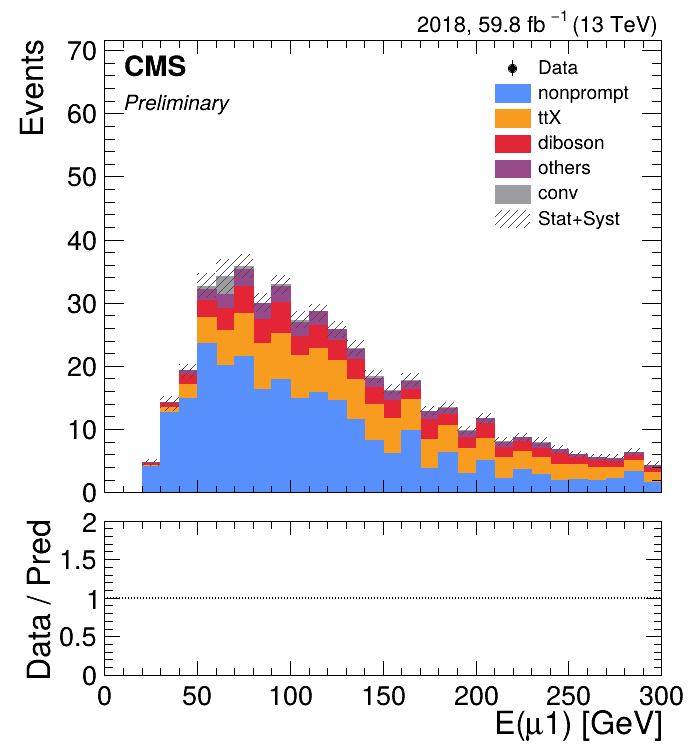 2018, 59.8 fb⁻¹ (13 TeV)
CMS
Preliminary
Events
70
60
50
40
30
20
10
0
Data
nonprompt
ttX
diboson
others
conv
Stat+Syst
Data / Pred
2
1.5
1
0.5
0
0 50 100 150 200 250 300
E(μ1) [GeV]